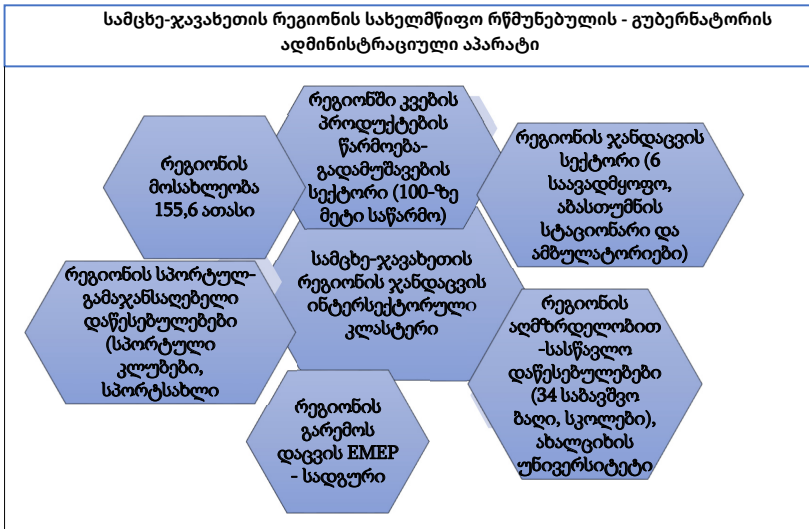 სამცხე-ჯავახეთის რეგიონის სახელმწიფო რწმუნებულის - გუბერნატორის
ადმინისტრაციული აპარატი
რეგიონში კვების
პროდუქტების
წარმოება-
გადამუშავების
სექტორი (100-ზე
მეტი საწარმო)
რეგიონის
მოსახლეობა
155,6 ათასი
რეგიონის ჯანდაცვის
სექტორი (6
საავადმყოფო,
აბასთუმნის
სტაციონარი და
ამბულატორიები)
სამცხე-ჯავახეთის
რეგიონის ჯანდაცვის
ინტერსექტორული
კლასტერი
რეგიონის სპორტულ-
გამაჯანსაღებელი
დაწესებულებები
(სპორტული
კლუბები,
სპორტსახლი
რეგიონის
აღმზრდელობით
-სასწავლო
დაწესებულებები
(34 საბავშვო
ბაღი, სკოლები),
ახალციხის
უნივერსიტეტი
რეგიონის
გარემოს
დაცვის EMEP
- სადგური